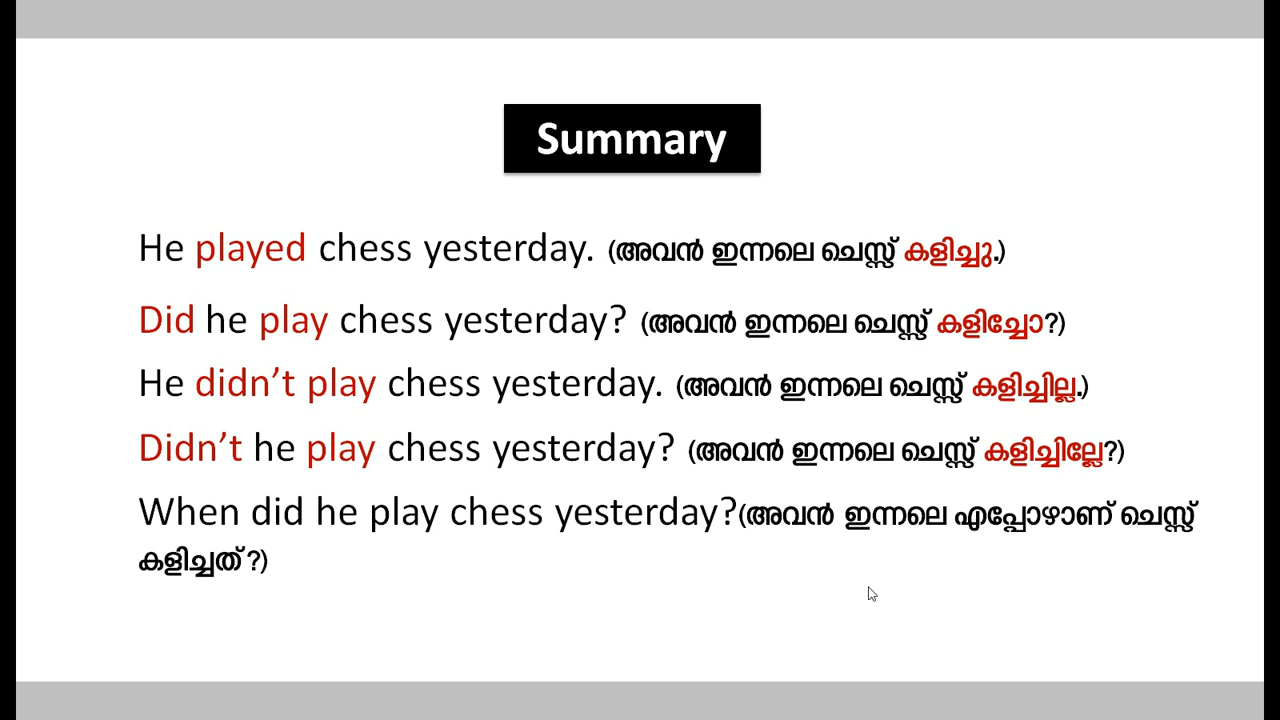 Summary
He played chess yesterday. (അവൻ ഇന്നലെ ചെസ്സ് കളിച്ചു.)
Did he play chess yesterday? (അവൻ ഇന്നലെ ചെസ്സ് കളിച്ചോ?)
He didn’t play chess yesterday. (അവൻ ഇന്നലെ ചെസ്സ് കളിച്ചില്ല.)
Didn’t he play chess yesterday? (അവൻ ഇന്നലെ ചെസ്സ് കളിച്ചില്ലേ?)
When did he play chess yesterday?(അവൻ ഇന്നലെ എപ്പോഴാണ് ചെസ്സ്
കളിച്ചത്?)